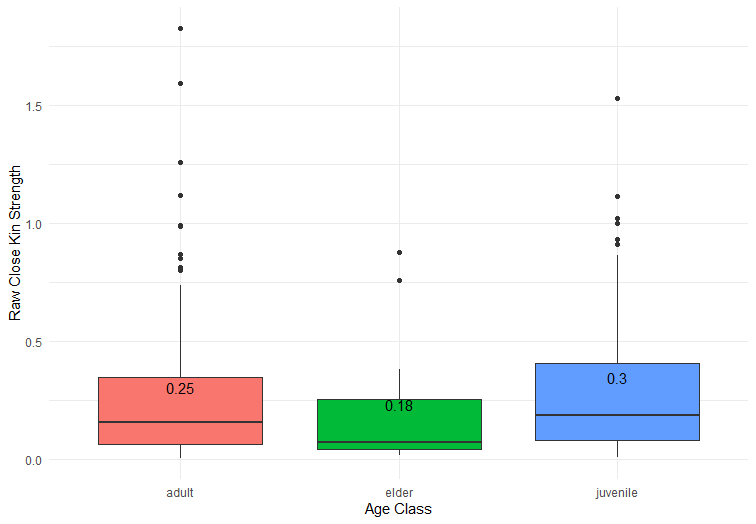 Raw Close Kin Strength
1.5
1.0
0.5
0.0
0.25
0.18
0.3
adult
elder
juvenile
Age Class